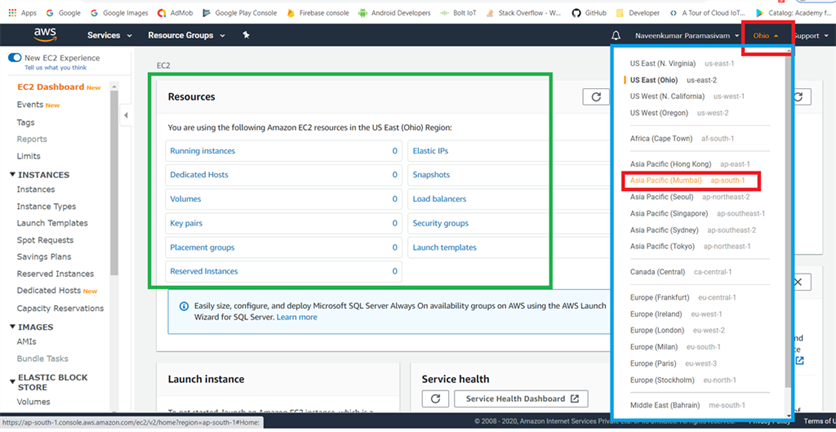 Apps Google Google Images AdMob Google Play Console Firebase console Android Developers Bolt IoT Stack Overflow - W... GitHub Developer A Tour of Cloud IoT... Catalog: Academy f...
aws Services Resource Groups Naveenkumar Paramasivam Ohio Support
New EC2 Experience
Tell us what you think
EC2 Dashboard New
Events New
Tags
Reports
Limits
INSTANCES
Instances
Instance Types
Launch Templates
Spot Requests
Savings Plans
Reserved Instances
Dedicated Hosts New
Capacity Reservations
IMAGES
AMIs
Bundle Tasks
ELASTIC BLOCK
STORE
Volumes
EC2
Resources
You are using the following Amazon EC2 resources in the US East (Ohio) Region:
Running instances 0 Elastic IPs
Dedicated Hosts 0 Snapshots
Volumes 0 Load balancers
Key pairs 0 Security groups
Placement groups 0 Launch templates
Reserved Instances 0
Easily size, configure, and deploy Microsoft SQL Server Always On availability groups on AWS using the AWS Launch
Wizard for SQL Server. Learn more
Launch instance
To get started, launch an Amazon EC2 instance, which is a
Service health
Service Health Dashboard
US East (N. Virginia) us-east-1
US East (Ohio) us-east-2
US West (N. California) us-west-1
US West (Oregon) us-west-2
Africa (Cape Town) af-south-1
Asia Pacific (Hong Kong) ap-east-1
Asia Pacific (Mumbai) ap-south-1
Asia Pacific (Seoul) ap-northeast-2
Asia Pacific (Singapore) ap-southeast-1
Asia Pacific (Sydney) ap-southeast-2
Asia Pacific (Tokyo) ap-northeast-1
Canada (Central) ca-central-1
Europe (Frankfurt) eu-central-1
Europe (Ireland) eu-west-1
Europe (London) eu-west-2
Europe (Milan) eu-south-1
Europe (Paris) eu-west-3
Europe (Stockholm) eu-north-1
Middle East (Bahrain) me-south-1
https://ap-south-1.console.aws.amazon.com/ec2/v2/home?region=ap-south-1#Home:
© 2008 - 2020, Amazon Internet Services Private Ltd. Terms of U